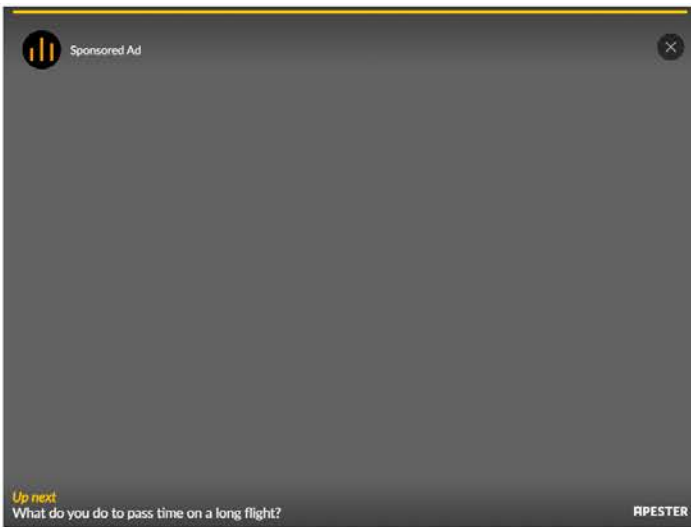 Sponsored Ad
Up next
What do you do to pass time on a long flight?
APESTER